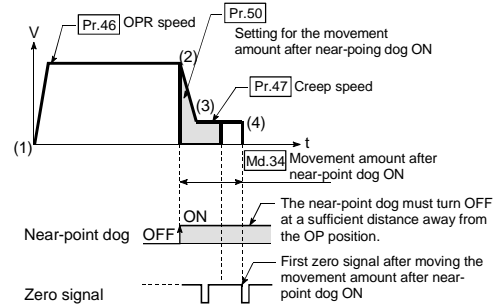 Pr.46 OPR speed
Pr.50
Setting for the movement
amount after near-poing dog ON
V
(2)
Pr.47 Creep speed
(3)
(4)
(1)
t
Md.34 Movement amount after
near-point dog ON
ON
Near-point dog OFF
The near-point dog must turn OFF
at a sufficient distance away from
the OP position.
First zero signal after moving the
movement amount after near-
point dog ON
Zero signal